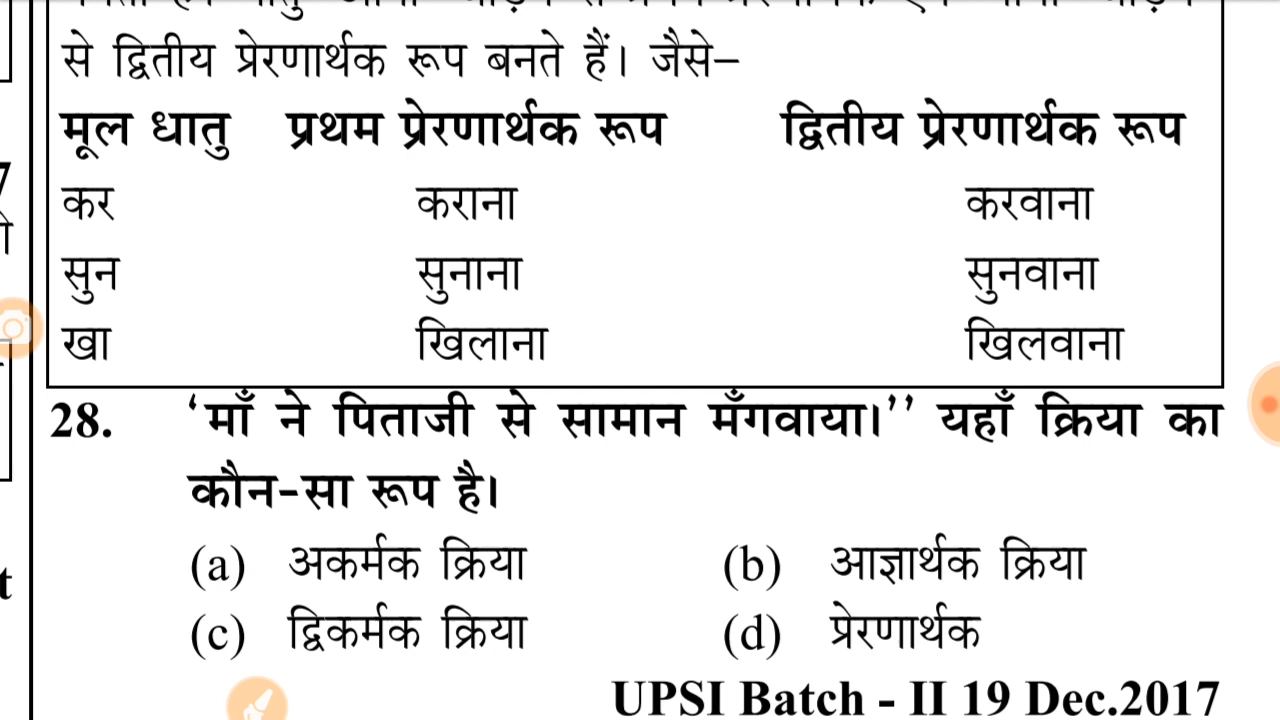 से द्वितीय प्रेरणार्थक रूप बनते हैं। जैसे–
मूल धातु प्रथम प्रेरणार्थक रूप द्वितीय प्रेरणार्थक रूप
कर कराना करवाना
सुन सुनाना सुनवाना
खा खिलाना खिलवाना
28. ‘माँ ने पिताजी से सामान मँगवाया।’’ यहाँ क्रिया का
कौन-सा रूप है।
(a) अकर्मक क्रिया (b) आज्ञार्थक क्रिया
(c) द्विकर्मक क्रिया (d) प्रेरणार्थक
UPSI Batch - II 19 Dec.2017